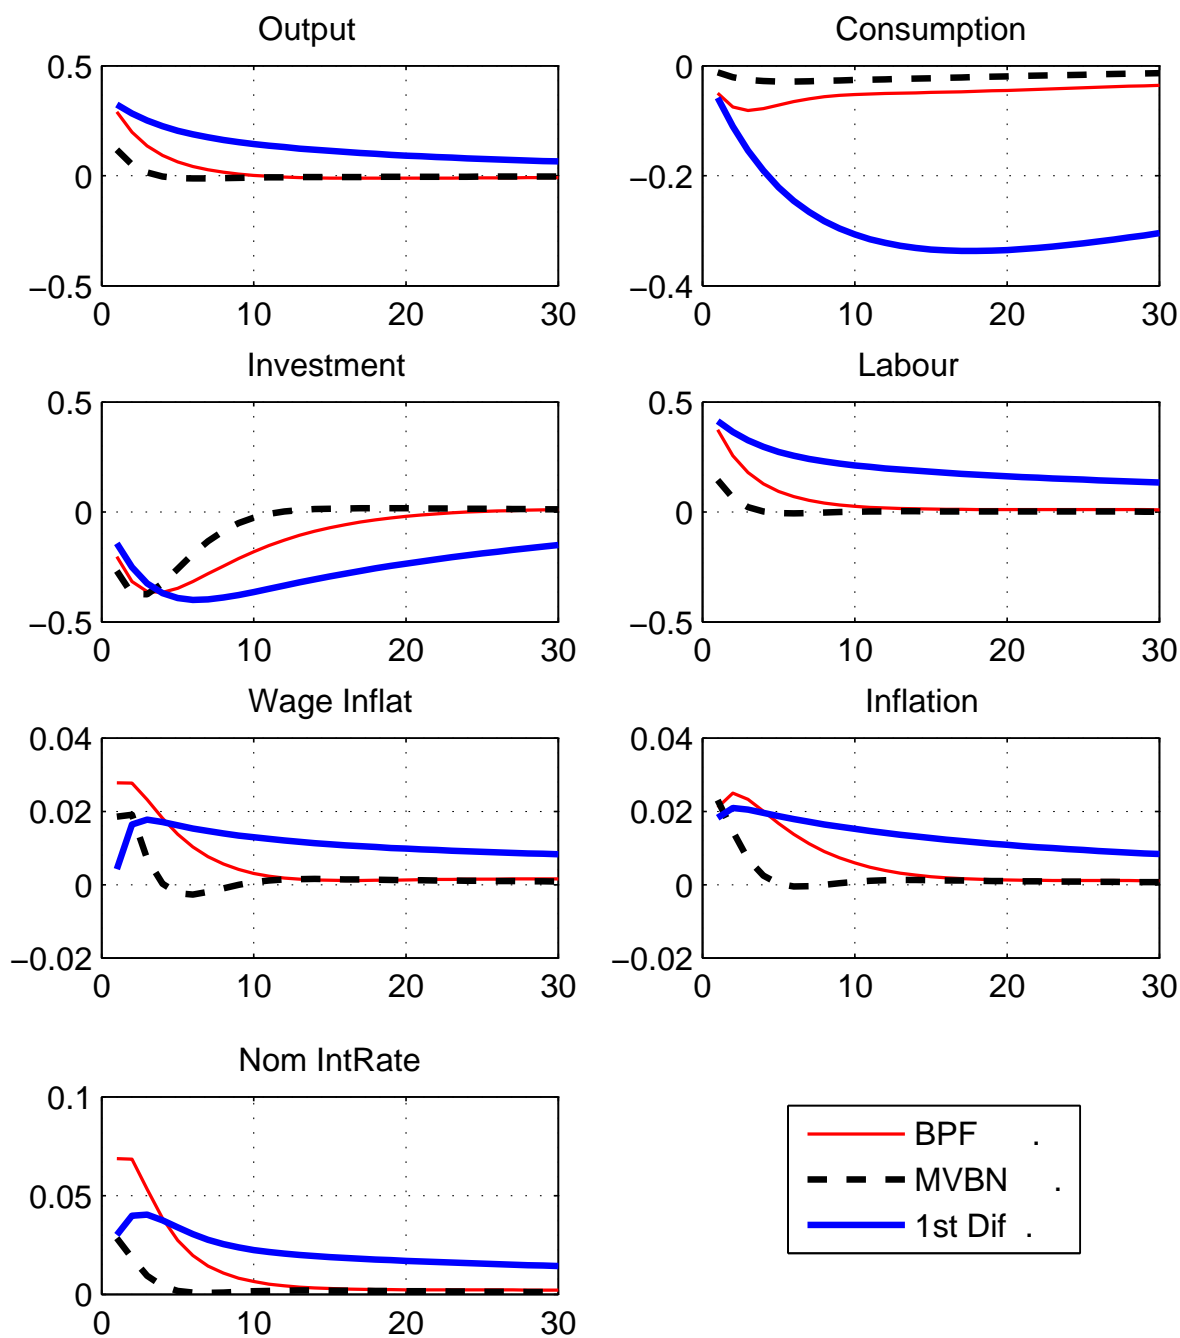 Output Consumption
0.5 0
0 −0.2
−0.5 −0.4
0 10 20 30 0 10 20 30
Investment Labour
0.5 0.5
0 0
−0.5 −0.5
0 10 20 30 0 10 20 30
Wage Inflat Inflation
0.04 0.04
0.02 0.02
0 0
−0.02 −0.02
0 10 20 30 0 10 20 30
Nom IntRate
0.1
0.05
0
0 10 20 30
BPF .
MVBN .
1st Dif .